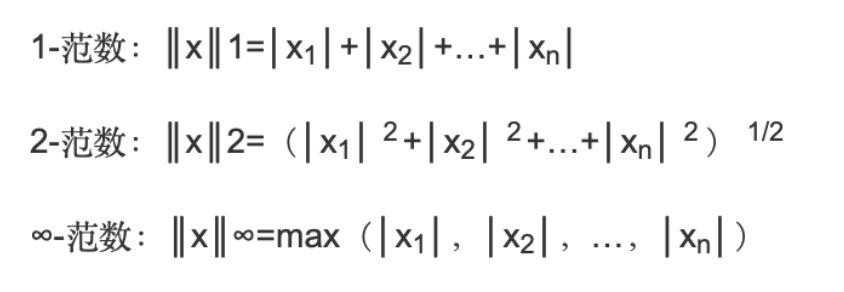 1-范数：║x║1=│x₁│+│x₂│+…+│xₙ│
2-范数：║x║2=（│x₁│²+│x₂│²+…+│xₙ│²）1/2
∞-范数：║x║∞=max（│x₁│，│x₂│，…，│xₙ│）